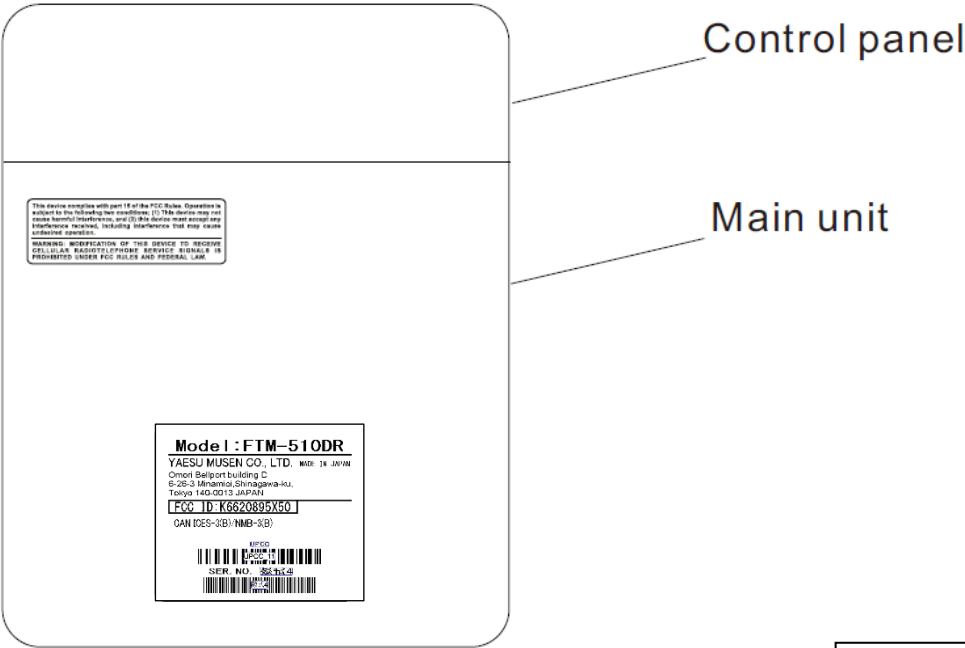 Control panel
This device complies with part 15 of the FCC Rules. Operation is
subject to the following two conditions; (1) This device may not
cause harmful interference, and (2) this device must accept any
interference received, including interference that may cause
undesired operation.
WARNING: MODIFICATION OF THIS DEVICE TO RECEIVE
CELLULAR RADIOTELEPHONE SERVICE SIGNALS IS
PROHIBITED UNDER FCC RULES AND FEDERAL LAW.
Main unit
Model:FTM-510DR
YAESU MUSEN CO., LTD. MADE IN JAPAN
Omori Bellport building D
6-26-3 Minamioi,Shinagawa-ku,
Tokyo 140-0013 JAPAN
FCC ID:K6620895X50
CAN ICES-3(B)/NMB-3(B)
UPCC
UPCC_11
SER. NO.